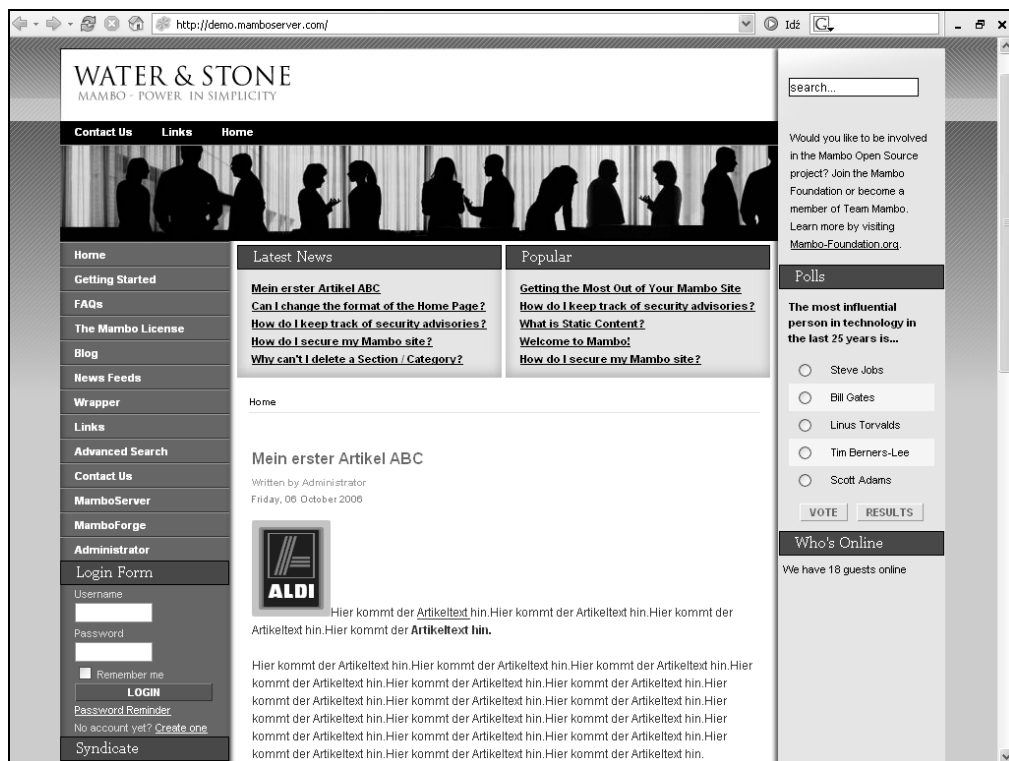 http://demo.mamboserver.com/
Idź
G
WATER & STONE
MAMBO - POWER IN SIMPLICITY
Contact Us Links Home
Home
Getting Started
FAQs
The Mambo License
Blog
News Feeds
Wrapper
Links
Advanced Search
Contact Us
MamboServer
MamboForge
Administrator
Login Form
Username
Password
Remember me
LOGIN
Password Reminder
No account yet? Create one
Syndicate
Latest News
Mein erster Artikel ABC
Can I change the format of the Home Page?
How do I keep track of security advisories?
How do I secure my Mambo site?
Why can't I delete a Section / Category?
Popular
Getting the Most Out of Your Mambo Site
How do I keep track of security advisories?
What is Static Content?
Welcome to Mambo!
How do I secure my Mambo site?
Home
Mein erster Artikel ABC
Written by Administrator
Friday, 06 October 2006
ALDI
Hier kommt der Artikeltext hin.Hier kommt der Artikeltext hin.Hier kommt der
Artikeltext hin.Hier kommt der Artikeltext hin.
Hier kommt der Artikeltext hin.Hier kommt der Artikeltext hin.Hier kommt der Artikeltext hin.Hier
kommt der Artikeltext hin.Hier kommt der Artikeltext hin.Hier kommt der Artikeltext hin.Hier
kommt der Artikeltext hin.Hier kommt der Artikeltext hin.Hier kommt der Artikeltext hin.Hier
kommt der Artikeltext hin.Hier kommt der Artikeltext hin.Hier kommt der Artikeltext hin.Hier
kommt der Artikeltext hin.Hier kommt der Artikeltext hin.Hier kommt der Artikeltext hin.Hier
kommt der Artikeltext hin.Hier kommt der Artikeltext hin.Hier kommt der Artikeltext hin.
search...
Would you like to be involved
in the Mambo Open Source
project? Join the Mambo
Foundation or become a
member of Team Mambo.
Learn more by visiting
Mambo-Foundation.org.
Polls
The most influential
person in technology in
the last 25 years is...
Steve Jobs
Bill Gates
Linus Torvalds
Tim Berners-Lee
Scott Adams
VOTE RESULTS
Who's Online
We have 18 guests online